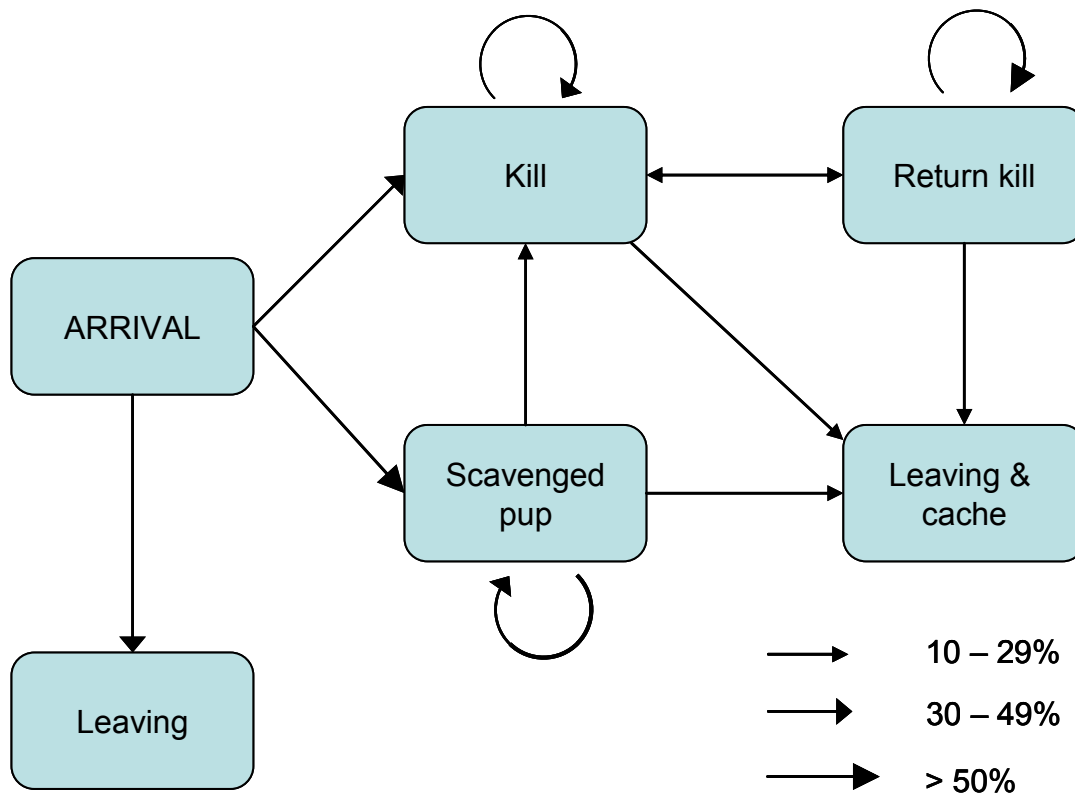 Kill
Return kill
ARRIVAL
Scavenged
pup
Leaving &
cache
Leaving
10 – 29%
30 – 49%
> 50%